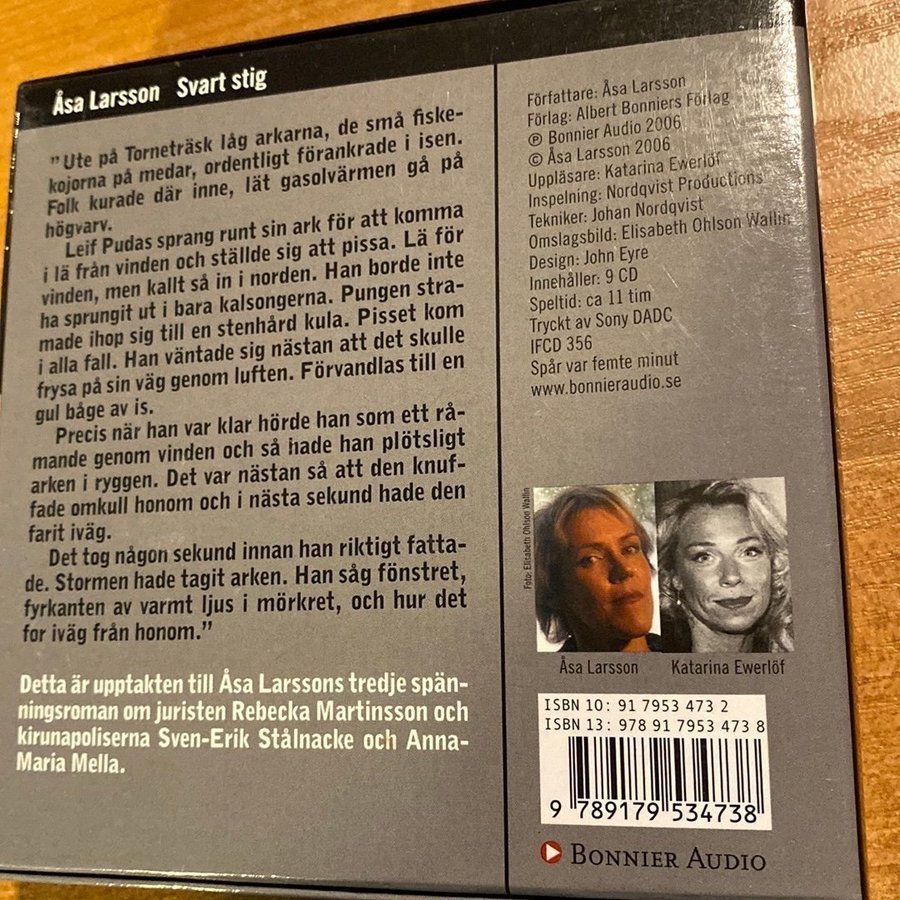 Åsa Larsson Svart stig
"Ute på Torneträsk låg arkarna, de små fiske-
kojorna på medar, ordentligt förankrade i isen.
Folk kurade där inne, lät gasolvärmen gå på
högvarv.
Leif Pudas sprang runt sin ark för att komma
i lä från vinden och ställde sig att pissa. Lä för
vinden, men kallt så in i norden. Han borde inte
ha sprungit ut i bara kalsongerna. Pungen stra-
made ihop sig till en stenhård kula. Pisset kom
i alla fall. Han väntade sig nästan att det skulle
frysa på sin väg genom luften. Förvandlas till en
gul båge av is.
Precis när han var klar hörde han som ett rå-
mande genom vinden och så hade han plötsligt
arken i ryggen. Det var nästan så att den knuf-
fade omkull honom och i nästa sekund hade den
farit iväg.
Det tog någon sekund innan han riktigt fatta-
de. Stormen hade tagit arken. Han såg fönstret,
fyrkanten av varmt ljus i mörkret, och hur det
for iväg från honom."
Detta är upptakten till Åsa Larssons tredje spän-
ningsroman om juristen Rebecka Martinsson och
kirunapoliserna Sven-Erik Stålnacke och Anna-
Maria Mella.
Författare: Åsa Larsson
Förlag: Albert Bonniers Förlag
℗ Bonnier Audio 2006
© Åsa Larsson 2006
Uppläsare: Katarina Ewerlöf
Inspelning: Nordqvist Productions
Tekniker: Johan Nordqvist
Omslagsbild: Elisabeth Ohlson Wallin
Design: John Eyre
Innehåller: 9 CD
Speltid: ca 11 tim
Tryckt av Sony DADC
IFCD 356
Spår var femte minut
www.bonnieraudio.se
Foto: Elisabeth Ohlson Wallin
Åsa Larsson Katarina Ewerlöf
ISBN 10: 91 7953 473 2
ISBN 13: 978 91 7953 473 8
9 789179 534738
BONNIER AUDIO